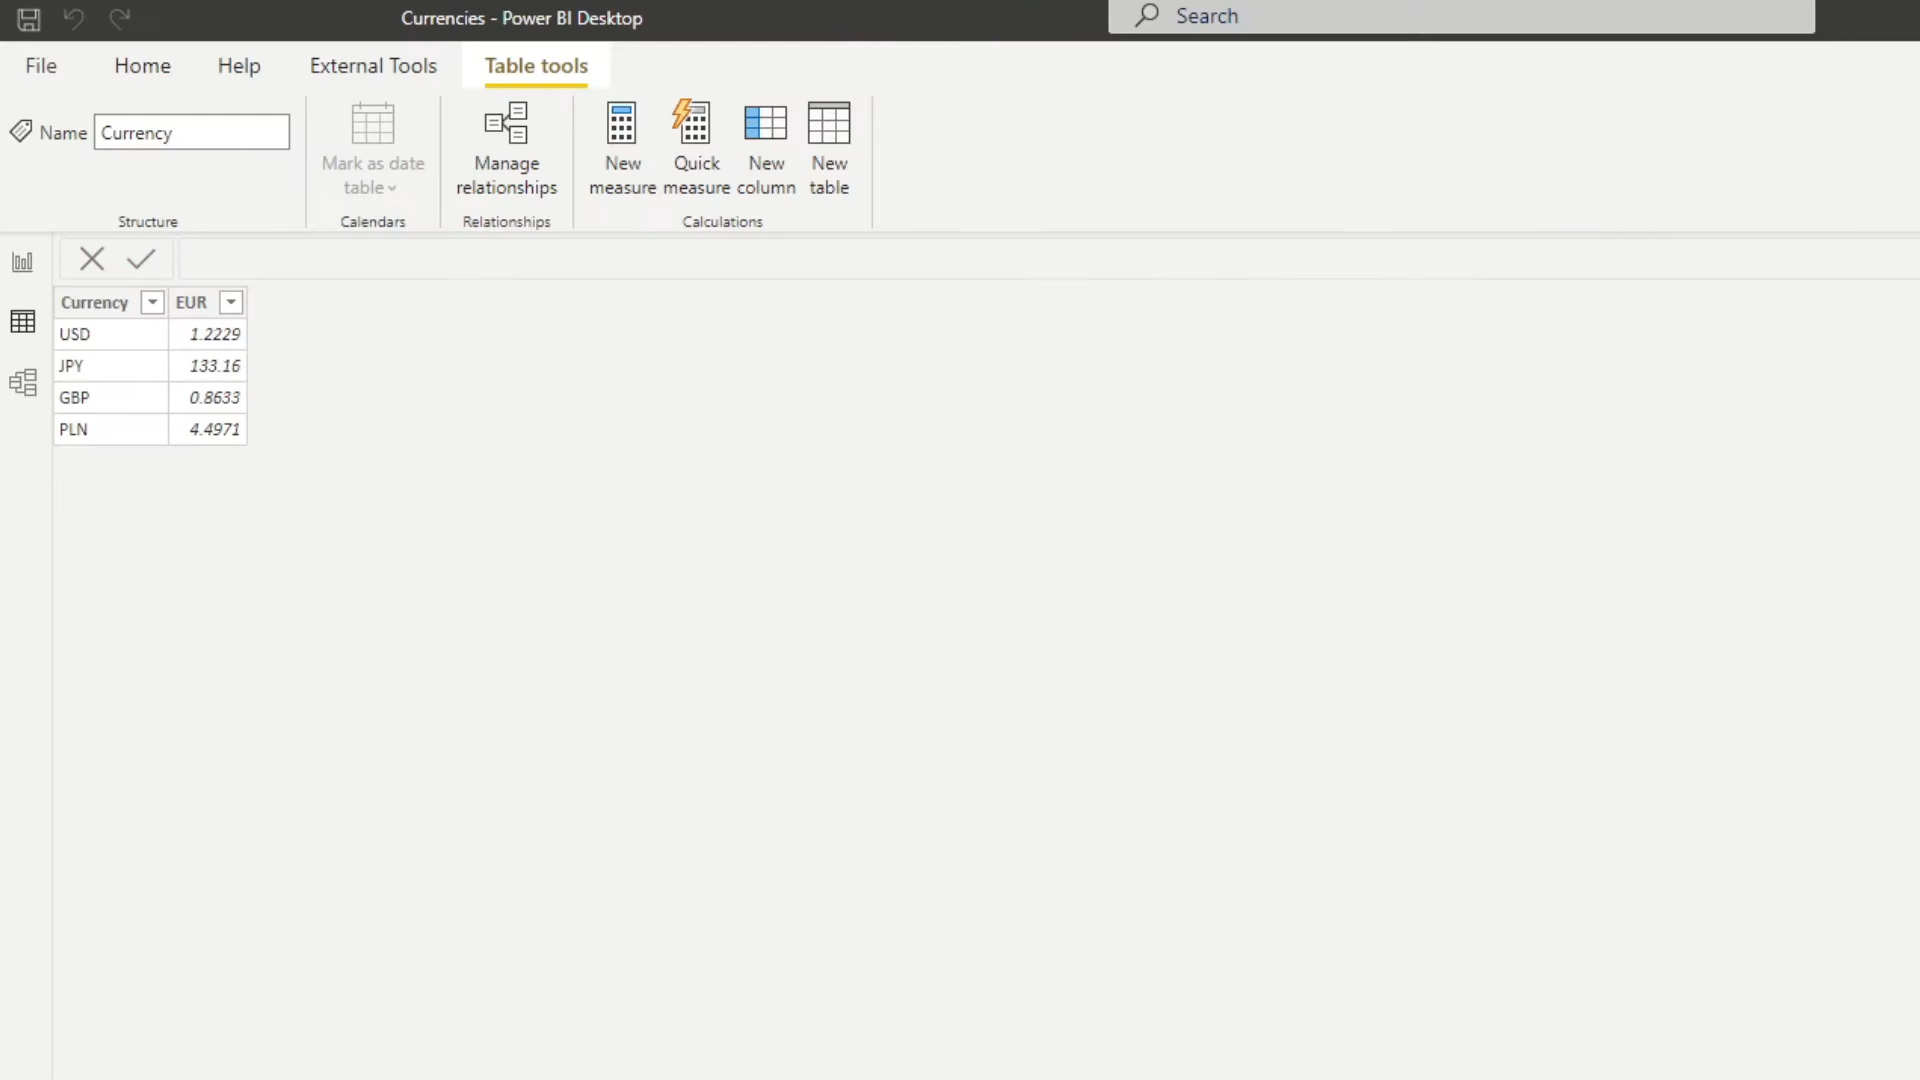 Currencies - Power BI Desktop
Search
File Home Help External Tools Table tools
Name Currency
Mark as date table
Manage relationships
New measure
Quick measure
New column
New table
Structure Calendars Relationships Calculations
Currency EUR
USD 1.2229
JPY 133.16
GBP 0.8633
PLN 4.4971